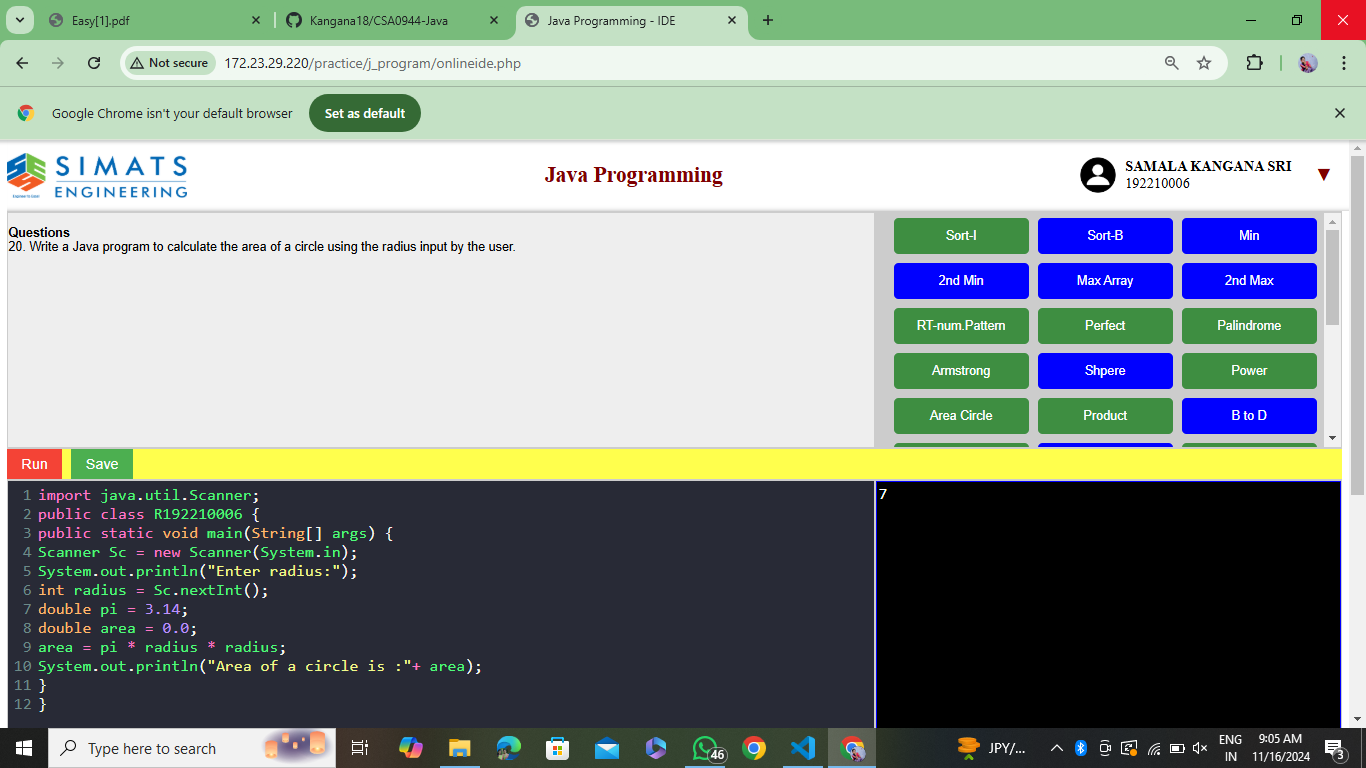 Easy[1].pdf
Kangana18/CSA0944-Java
Java Programming - IDE
Not secure
172.23.29.220/practice/j_program/onlineide.php
Google Chrome isn't your default browser
Set as default
SIMATS
ENGINEERING
Java Programming
SAMALA KANGANA SRI
192210006
Questions
20. Write a Java program to calculate the area of a circle using the radius input by the user.
Sort-I Sort-B Min
2nd Min Max Array 2nd Max
RT-num.Pattern Perfect Palindrome
Armstrong Shpere Power
Area Circle Product B to D
Run Save
1 import java.util.Scanner;
2 public class R192210006 {
3 public static void main(String[] args) {
4 Scanner Sc = new Scanner(System.in);
5 System.out.println("Enter radius:");
6 int radius = Sc.nextInt();
7 double pi = 3.14;
8 double area = 0.0;
9 area = pi * radius * radius;
10 System.out.println("Area of a circle is :"+ area);
11 }
12 }
7
Type here to search
46
JPY/...
ENG
IN
9:05 AM
11/16/2024
3